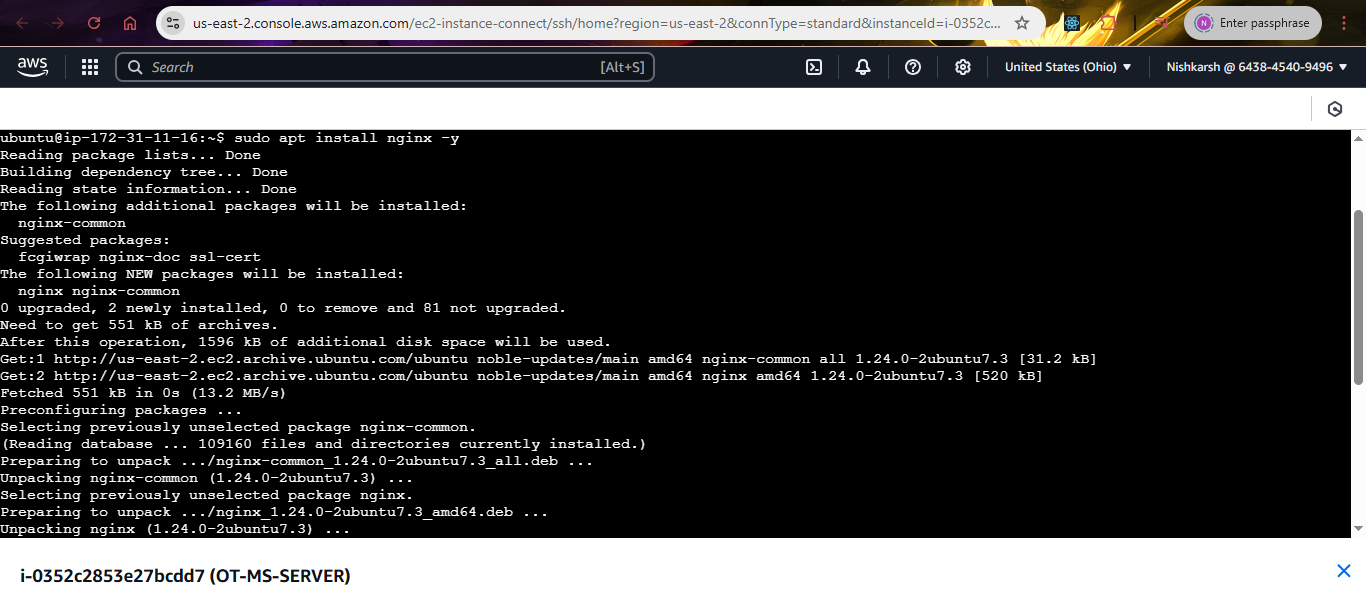 us-east-2.console.aws.amazon.com/ec2-instance-connect/ssh/home?region=us-east-2&connType=standard&instanceId=i-0352c...
N Enter passphrase
aws
Search [Alt+S]
United States (Ohio)
Nishkarsh @ 6438-4540-9496
ubuntu@ip-172-31-11-16:~$ sudo apt install nginx -y
Reading package lists... Done
Building dependency tree... Done
Reading state information... Done
The following additional packages will be installed:
  nginx-common
Suggested packages:
  fcgiwrap nginx-doc ssl-cert
The following NEW packages will be installed:
  nginx nginx-common
0 upgraded, 2 newly installed, 0 to remove and 81 not upgraded.
Need to get 551 kB of archives.
After this operation, 1596 kB of additional disk space will be used.
Get:1 http://us-east-2.ec2.archive.ubuntu.com/ubuntu noble-updates/main amd64 nginx-common all 1.24.0-2ubuntu7.3 [31.2 kB]
Get:2 http://us-east-2.ec2.archive.ubuntu.com/ubuntu noble-updates/main amd64 nginx amd64 1.24.0-2ubuntu7.3 [520 kB]
Fetched 551 kB in 0s (13.2 MB/s)
Preconfiguring packages ...
Selecting previously unselected package nginx-common.
(Reading database ... 109160 files and directories currently installed.)
Preparing to unpack .../nginx-common_1.24.0-2ubuntu7.3_all.deb ...
Unpacking nginx-common (1.24.0-2ubuntu7.3) ...
Selecting previously unselected package nginx.
Preparing to unpack .../nginx_1.24.0-2ubuntu7.3_amd64.deb ...
Unpacking nginx (1.24.0-2ubuntu7.3) ...
i-0352c2853e27bcdd7 (OT-MS-SERVER)